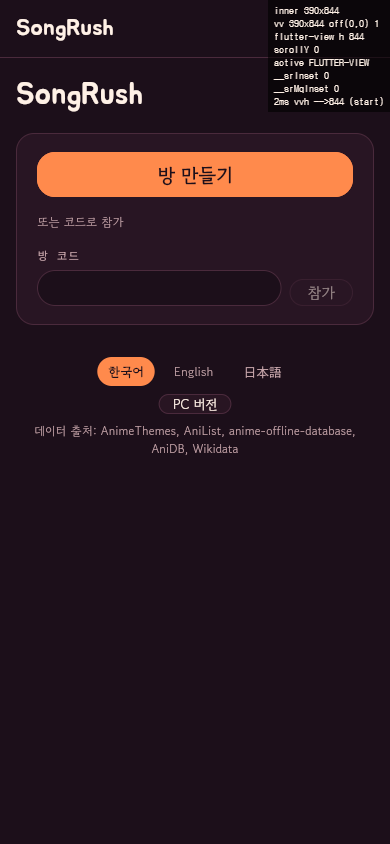 SongRush
inner 390x844
vv 390x844 off(0,0) 1
flutter-view h 844
scrollY 0
active FLUTTER-VIEW
__srInset 0
__srMqInset 0
2ms vvh -->844 (start)
SongRush
방 만들기
또는 코드로 참가
방 코드
참가
한국어 English 日本語
PC 버전
데이터 출처: AnimeThemes, AniList, anime-offline-database,
AniDB, Wikidata